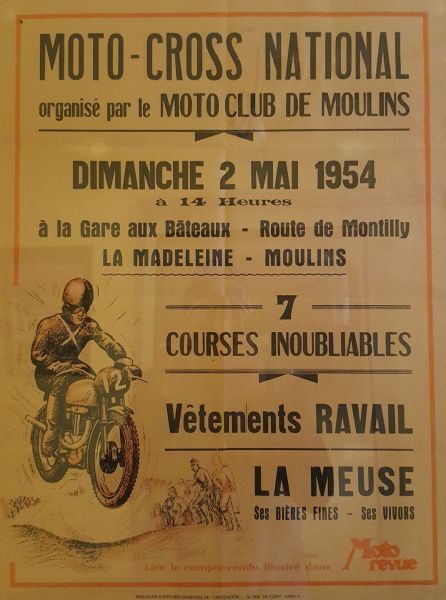 MOTO-CROSS NATIONAL
organisé par le MOTO CLUB DE MOULINS
DIMANCHE 2 MAI 1954
à 14 Heures
à la Gare aux Bâteaux - Route de Montilly
LA MADELEINE - MOULINS
7
COURSES INOUBLIABLES
12
Vêtements RAVAIL
LA MEUSE
Ses BIÈRES FINES - Ses VIVORS
Lire le compte-rendu illustré dans Moto revue